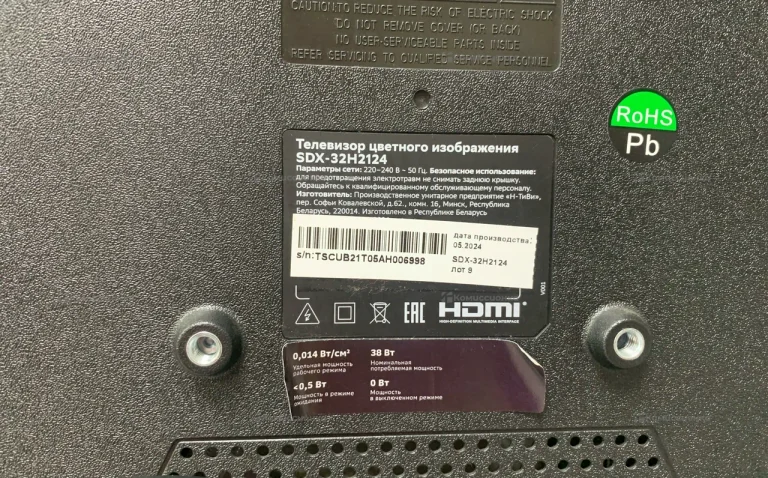 CAUTION:TO REDUCE THE RISK OF ELECTRIC SHOCK
DO NOT REMOVE COVER (OR BACK)
NO USER-SERVICEABLE PARTS INSIDE
REFER SERVICING TO QUALIFIED SERVICE PERSONNEL
RoHS
Pb
Телевизор цветного изображения
SDX-32H2124
Параметры сети: 220–240 В ~ 50 Гц. Безопасное использование:
для предотвращения электротравм не снимать заднюю крышку.
Обращайтесь к квалифицированному обслуживающему персоналу.
Изготовитель: Производственное унитарное предприятие «Н-ТиВи»,
пер. Софьи Ковалевской, д.62., комн. 16, Минск, Республика
Беларусь, 220014. Изготовлено в Республике Беларусь
s/n:TSCUB21T05AH006998
дата производства:
05.2024
SDX-32H2124
лот 9
V001
Комиссион
EAC HDMI
HIGH-DEFINITION MULTIMEDIA INTERFACE
0,014 Вт/см²
Удельная мощность
рабочего режима
38 Вт
Номинальная
потребляемая мощность
<0,5 Вт
Мощность в режиме
ожидания
0 Вт
Мощность
в выключенном режиме